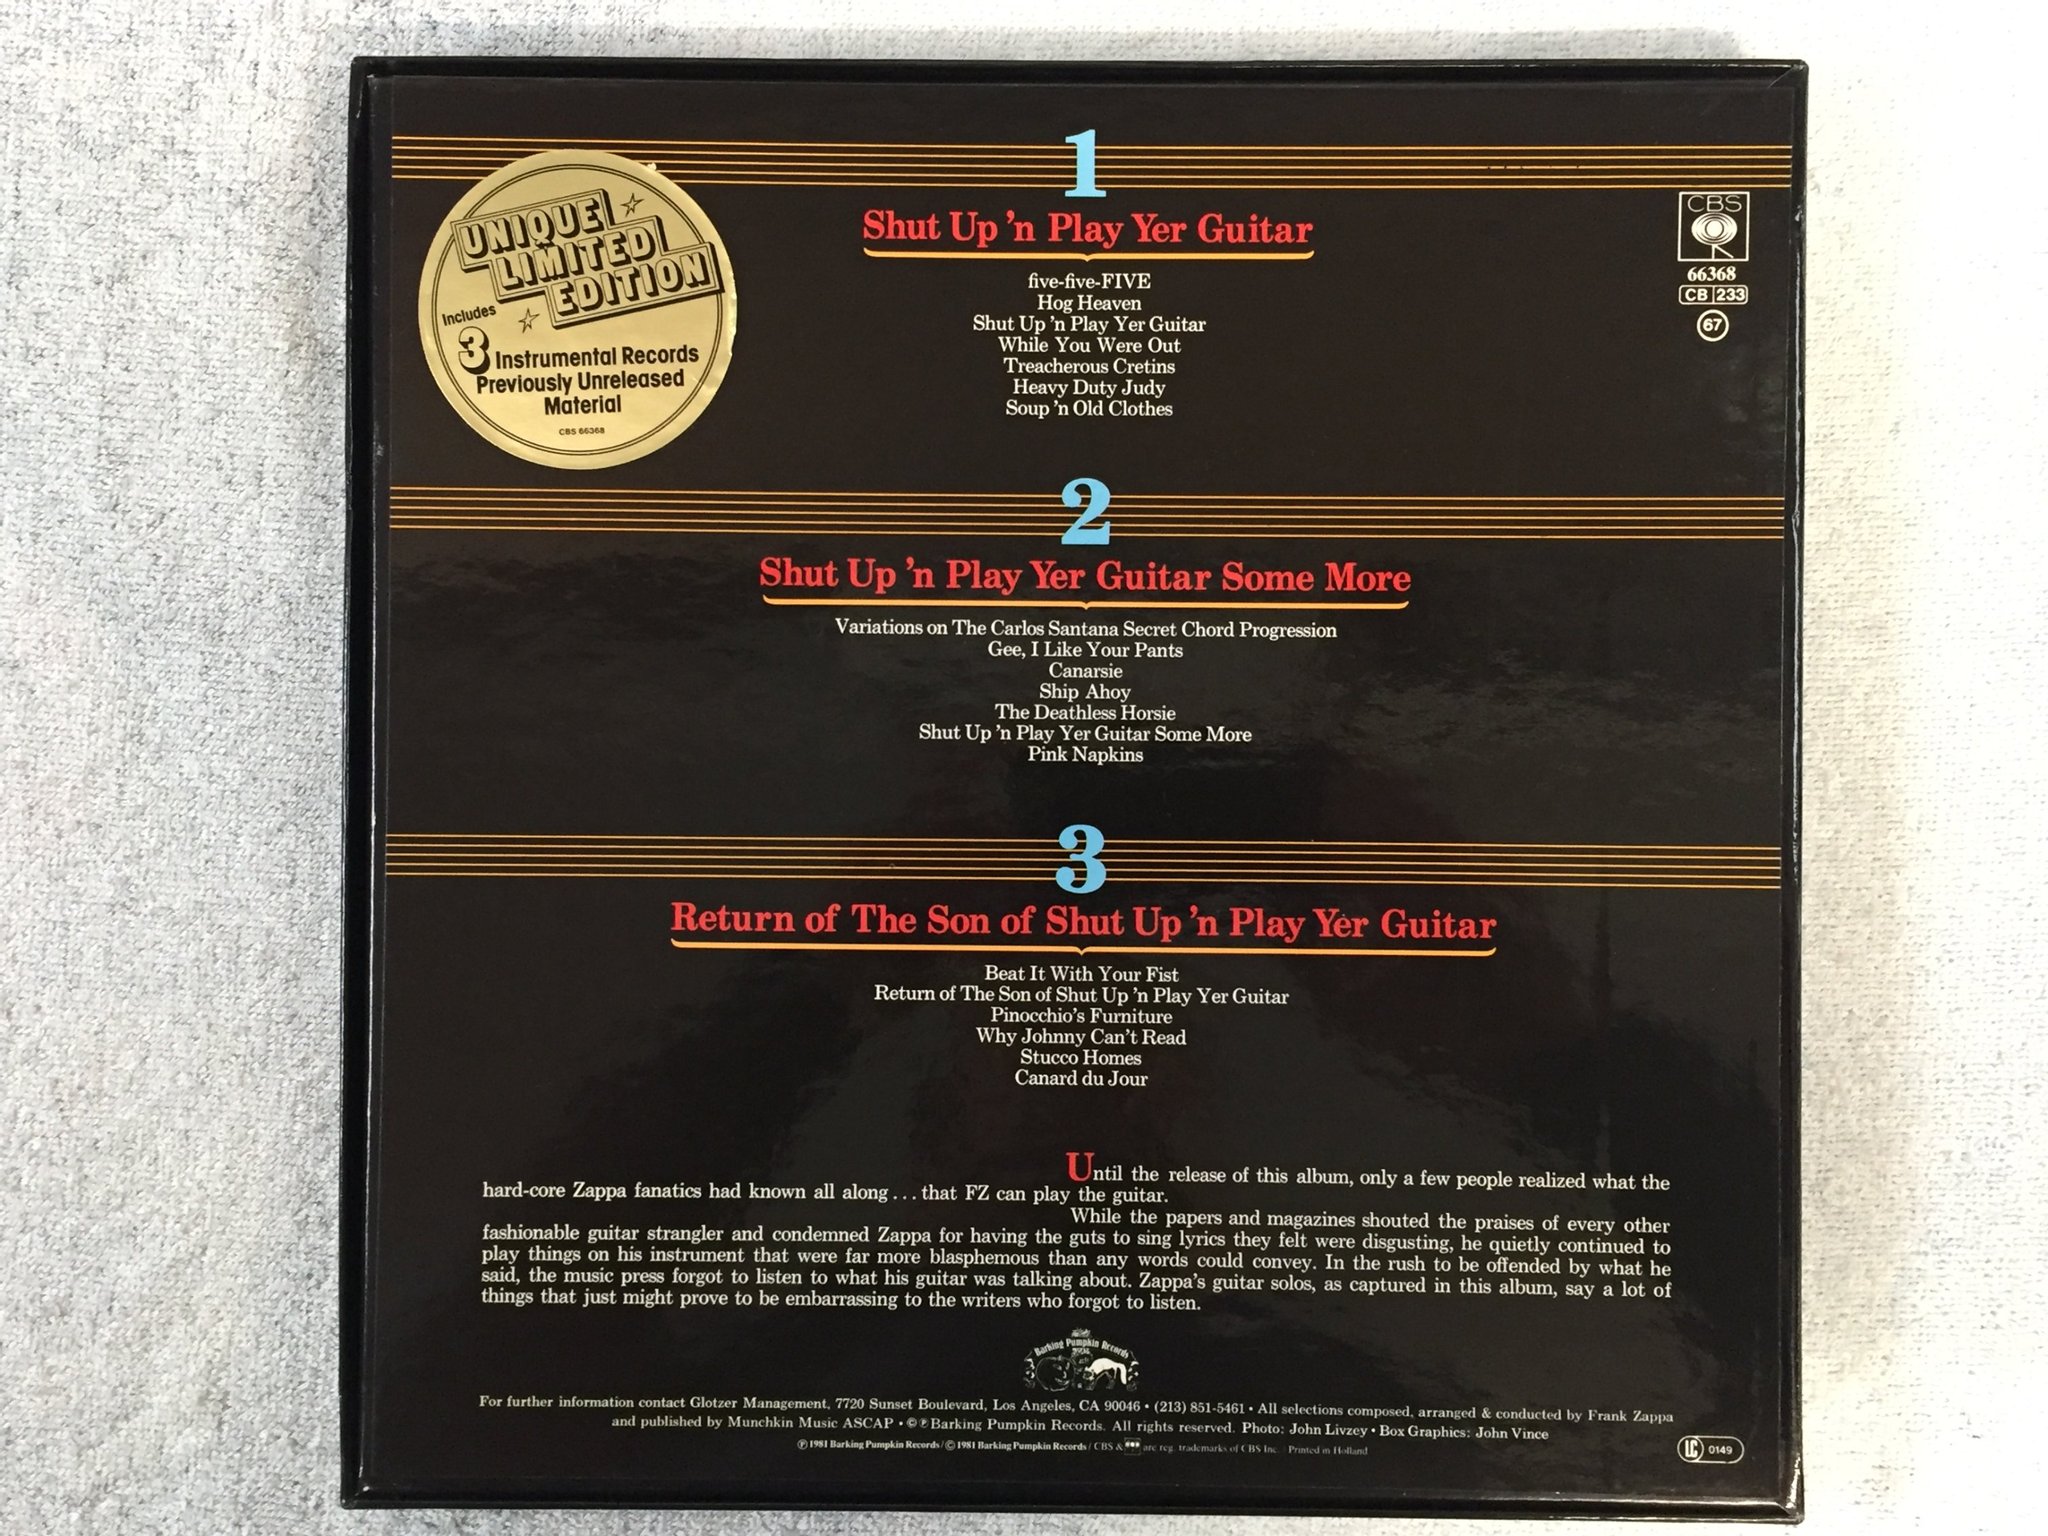 1
Shut Up 'n Play Yer Guitar
five-five-FIVE
Hog Heaven
Shut Up 'n Play Yer Guitar
While You Were Out
Treacherous Cretins
Heavy Duty Judy
Soup 'n Old Clothes
UNIQUE
LIMITED
EDITION
Includes
3 Instrumental Records
Previously Unreleased
Material
CBS 66368
CBS
66368
CB 233
67
2
Shut Up 'n Play Yer Guitar Some More
Variations on The Carlos Santana Secret Chord Progression
Gee, I Like Your Pants
Canarsie
Ship Ahoy
The Deathless Horsie
Shut Up 'n Play Yer Guitar Some More
Pink Napkins
3
Return of The Son of Shut Up 'n Play Yer Guitar
Beat It With Your Fist
Return of The Son of Shut Up 'n Play Yer Guitar
Pinocchio's Furniture
Why Johnny Can't Read
Stucco Homes
Canard du Jour
Until the release of this album, only a few people realized what the
hard-core Zappa fanatics had known all along...that FZ can play the guitar.
While the papers and magazines shouted the praises of every other
fashionable guitar strangler and condemned Zappa for having the guts to sing lyrics they felt were disgusting, he quietly continued to
play things on his instrument that were far more blasphemous than any words could convey. In the rush to be offended by what he
said, the music press forgot to listen to what his guitar was talking about. Zappa's guitar solos, as captured in this album, say a lot of
things that just might prove to be embarrassing to the writers who forgot to listen.
Barking Pumpkin Records
For further information contact Glotzer Management, 7720 Sunset Boulevard, Los Angeles, CA 90046 • (213) 851-5461 • All selections composed, arranged & conducted by Frank Zappa
and published by Munchkin Music ASCAP • ©℗Barking Pumpkin Records. All rights reserved. Photo: John Livzey • Box Graphics: John Vince
℗ 1981 Barking Pumpkin Records / © 1981 Barking Pumpkin Records / CBS & are reg. trademarks of CBS Inc. / Printed in Holland
LC 0149